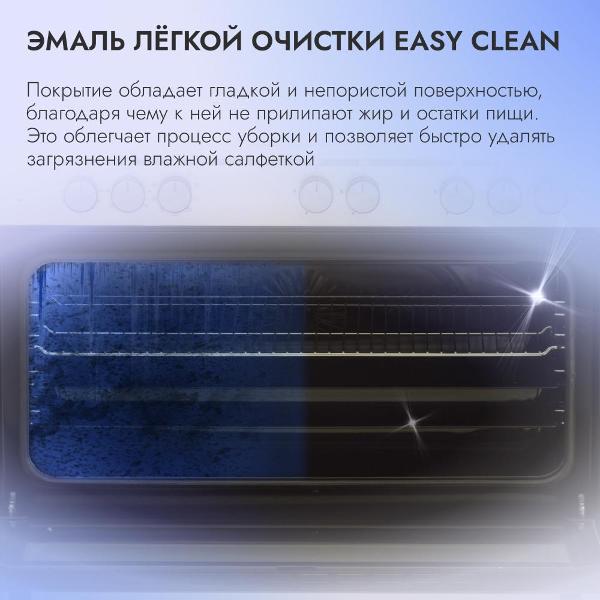 ЭМАЛЬ ЛЁГКОЙ ОЧИСТКИ EASY CLEAN
Покрытие обладает гладкой и непористой поверхностью,
благодаря чему к ней не прилипают жир и остатки пищи.
Это облегчает процесс уборки и позволяет быстро удалять
загрязнения влажной салфеткой